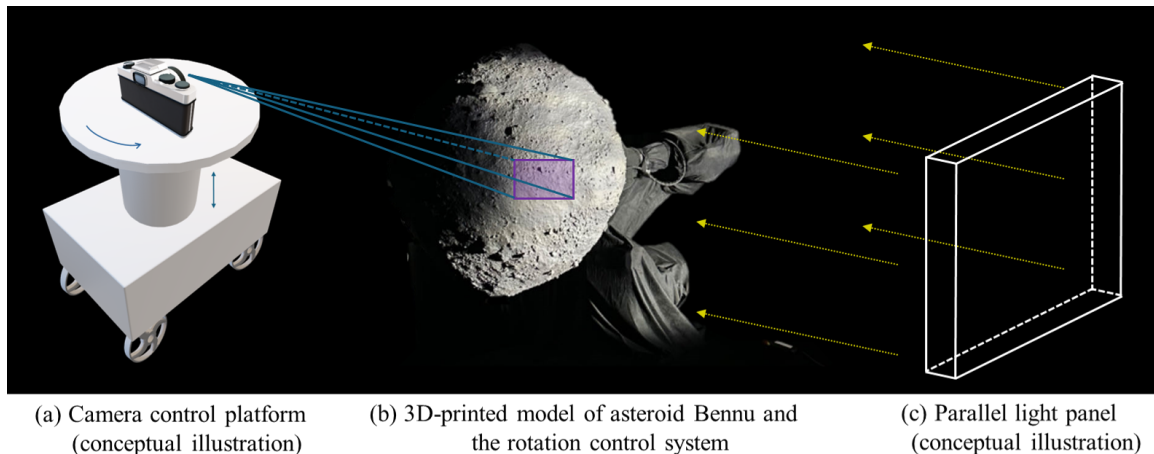 (a) Camera control platform
(conceptual illustration)
(b) 3D-printed model of asteroid Bennu and
the rotation control system
(c) Parallel light panel
(conceptual illustration)